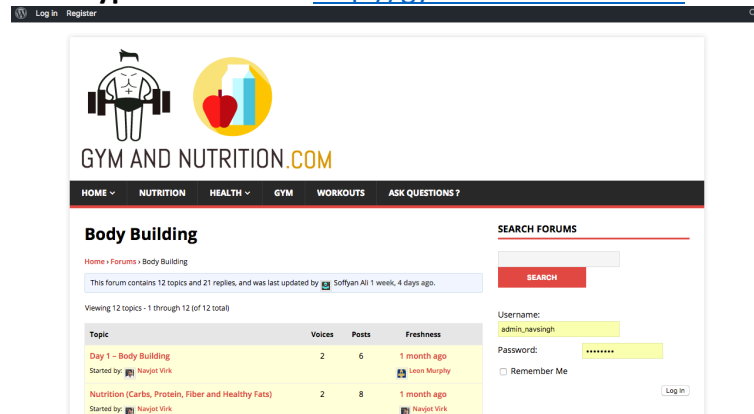 Log in Register
GYM AND NUTRITION.COM
HOME NUTRITION HEALTH GYM WORKOUTS ASK QUESTIONS ?
Body Building
Home › Forums › Body Building
This forum contains 12 topics and 21 replies, and was last updated by Soffyan Ali 1 week, 4 days ago.
Viewing 12 topics - 1 through 12 (of 12 total)
Topic Voices Posts Freshness
Day 1 – Body Building 2 6 1 month ago
Started by: Navjot Virk Leon Murphy
Nutrition (Carbs, Protein, Fiber and Healthy Fats) 2 8 1 month ago
Started by: Navjot Virk Navjot Virk
SEARCH FORUMS
SEARCH
Username:
admin_navsingh
Password: ••••••••
Remember Me
Log In